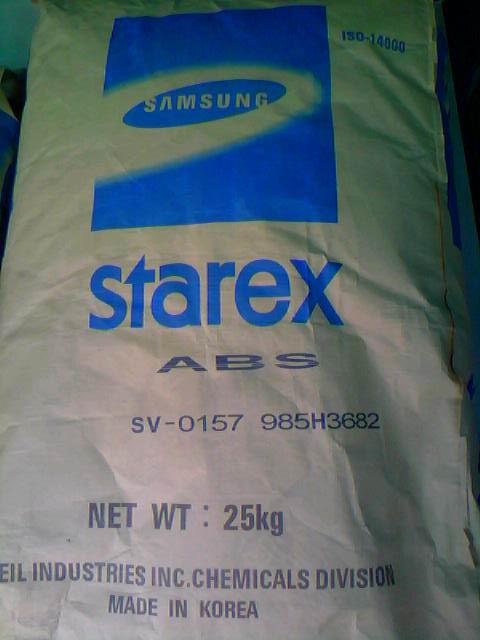 ISO-14000
SAMSUNG
starex
ABS
SV-0157 985H3682
NET WT : 25kg
EIL INDUSTRIES INC.CHEMICALS DIVISION
MADE IN KOREA